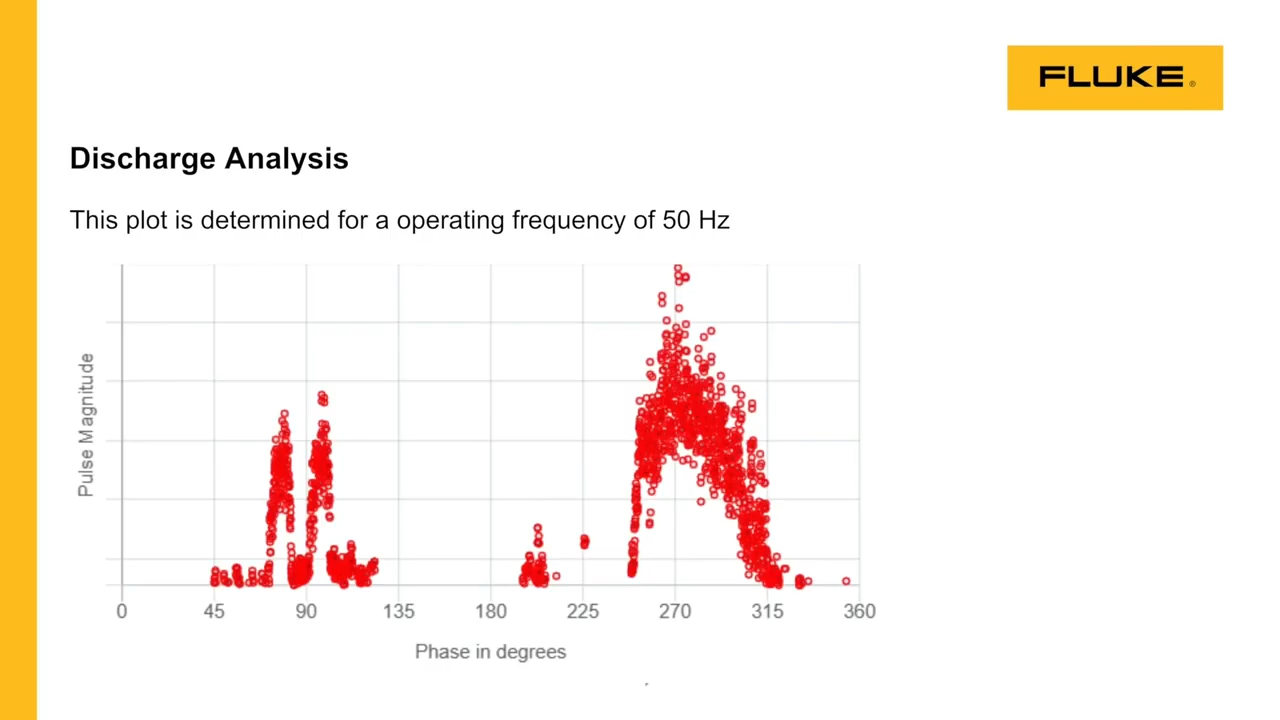 FLUKE®
Discharge Analysis
This plot is determined for a operating frequency of 50 Hz
Pulse Magnitude
0 45 90 135 180 225 270 315 360
Phase in degrees